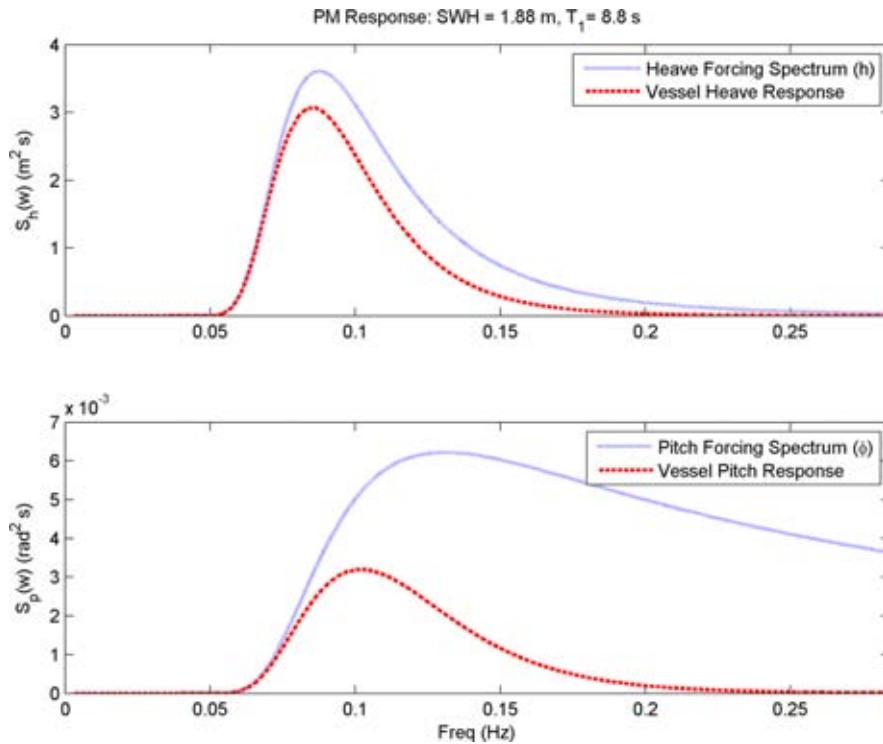 PM Response: SWH = 1.88 m, T₁= 8.8 s
4
3
2
1
0
S_h(w) (m² s)
Heave Forcing Spectrum (h)
Vessel Heave Response
0 0.05 0.1 0.15 0.2 0.25
x 10⁻³
7
6
5
4
3
2
1
0
S_p(w) (rad² s)
Pitch Forcing Spectrum (ϕ)
Vessel Pitch Response
0 0.05 0.1 0.15 0.2 0.25
Freq (Hz)